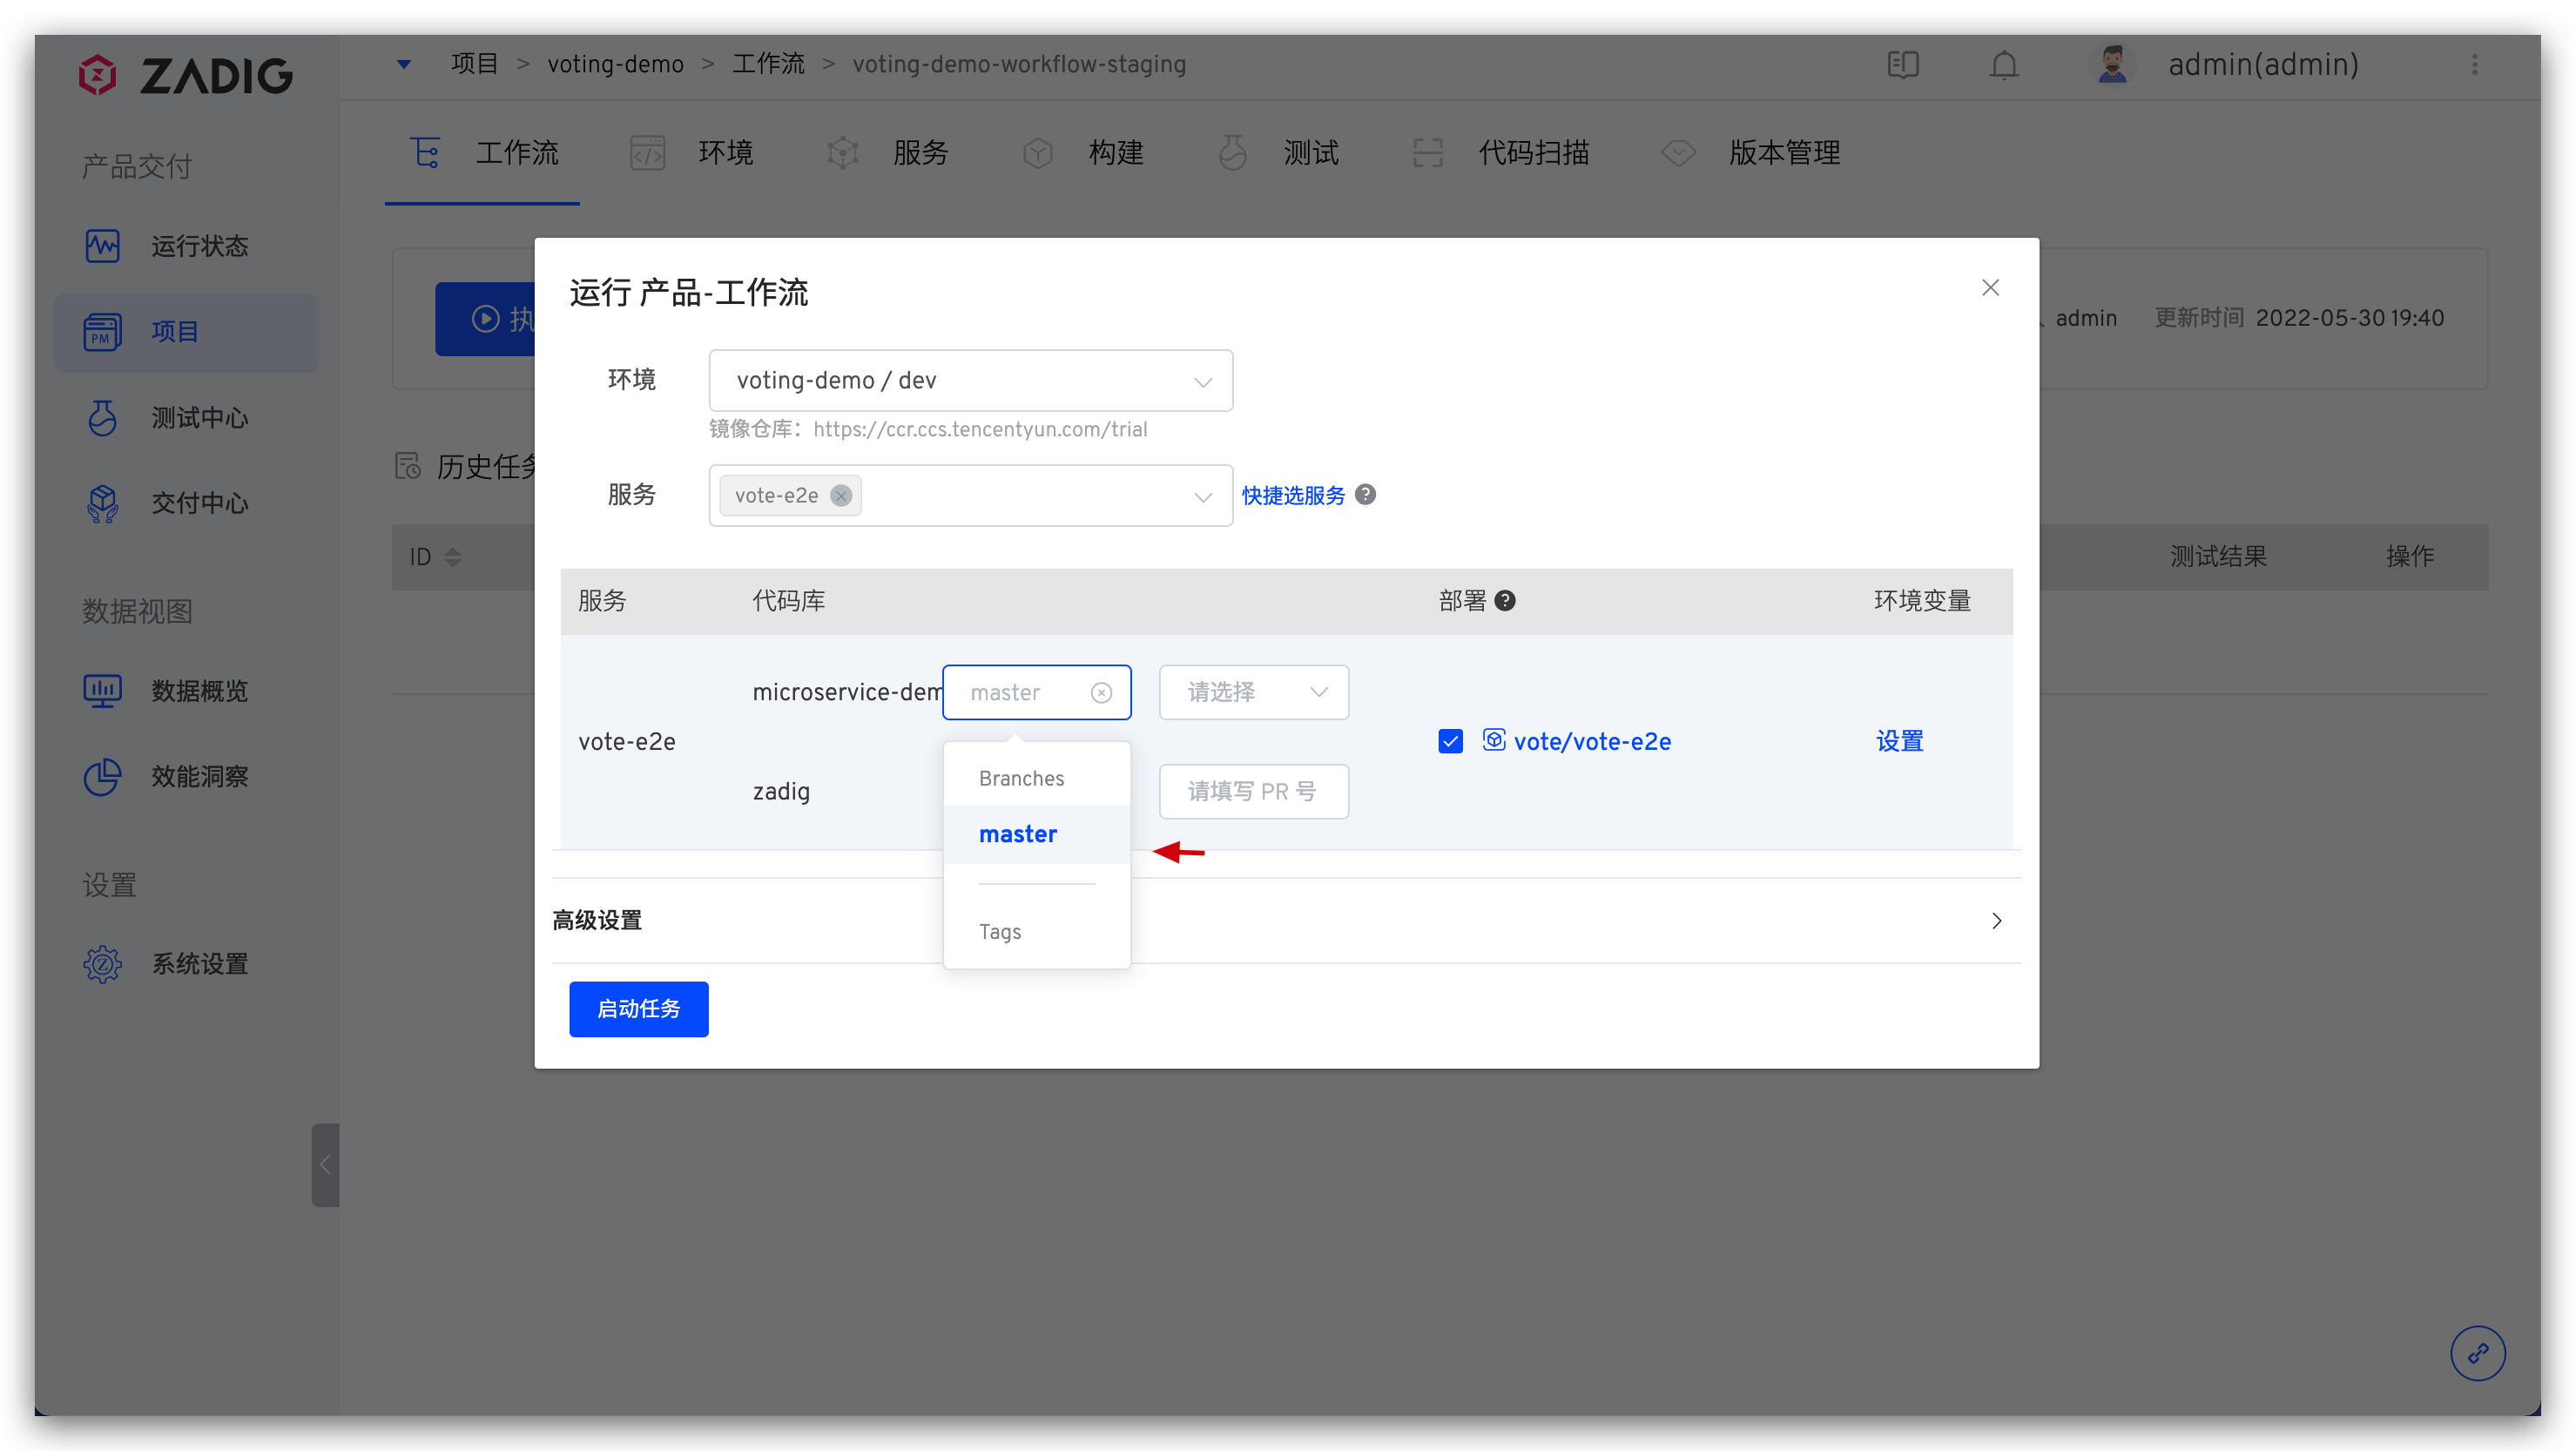 ZADIG
项目 > voting-demo > 工作流 > voting-demo-workflow-staging
admin(admin)
产品交付
运行状态
项目
测试中心
交付中心
数据视图
数据概览
效能洞察
设置
系统设置
工作流
环境
服务
构建
测试
代码扫描
版本管理
执
admin
更新时间 2022-05-30 19:40
历史任务
ID
测试结果
操作
运行 产品-工作流
环境
voting-demo / dev
镜像仓库：https://ccr.ccs.tencentyun.com/trial
服务
vote-e2e
快捷选服务
服务
代码库
部署
环境变量
vote-e2e
microservice-dem
master
请选择
zadig
请填写 PR 号
vote/vote-e2e
设置
Branches
master
Tags
高级设置
启动任务